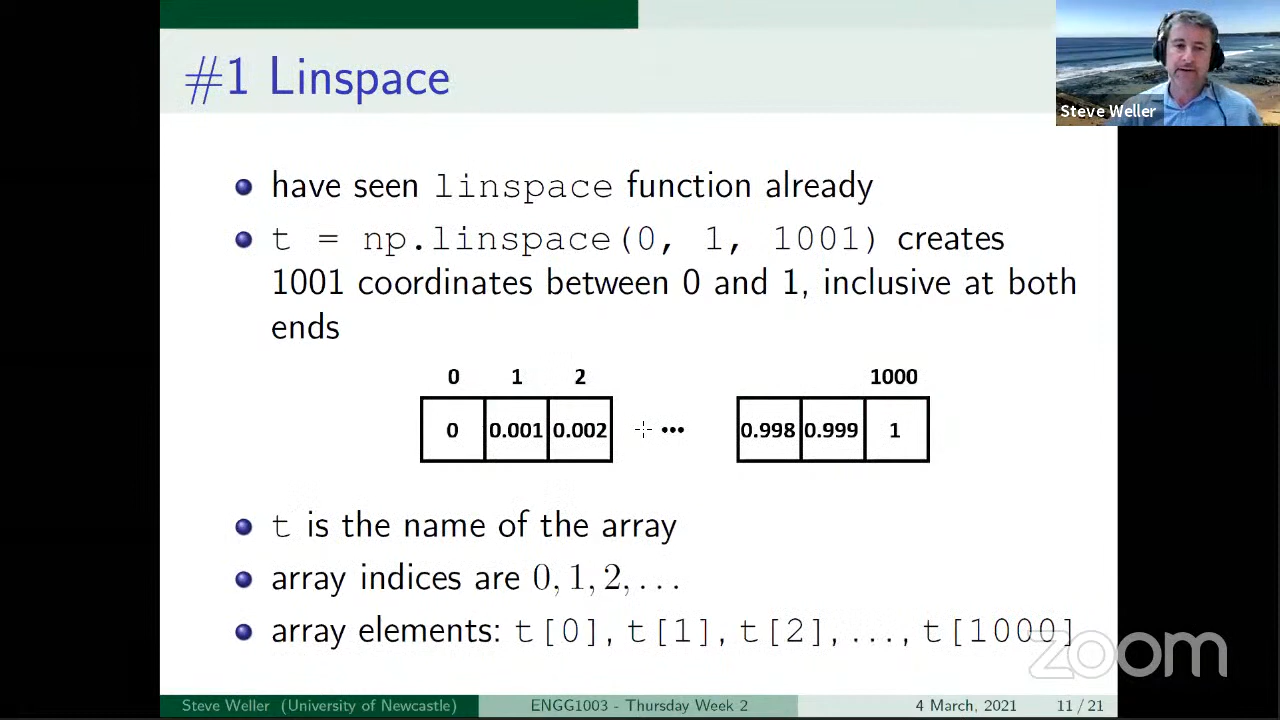 #1 Linspace
Steve Weller
have seen linspace function already
t = np.linspace(0, 1, 1001) creates
1001 coordinates between 0 and 1, inclusive at both
ends
0 1 2 1000
0 0.001 0.002 ••• 0.998 0.999 1
t is the name of the array
array indices are 0, 1, 2, . . .
array elements: t[0], t[1], t[2], ..., t[1000]
zoom
Steve Weller (University of Newcastle) ENGG1003 - Thursday Week 2 4 March, 2021 11 / 21